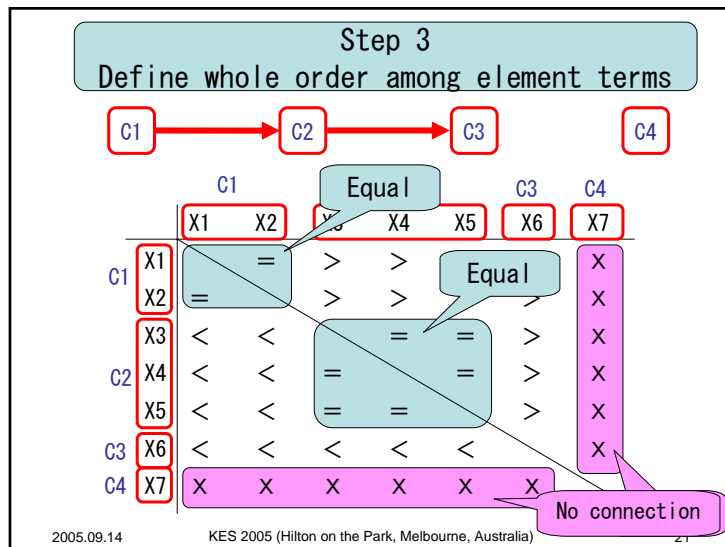 Step 3
Define whole order among element terms
C1 C2 C3 C4
C1 Equal C3 C4
X1 X2 X4 X5 X6 X7
C1 X1 = > > x
Equal
X2 = > > > x
X3 < < = = > x
C2 X4 < < = = > x
X5 < < = = > x
C3 X6 < < < < < x
C4 X7 x x x x x x
No connection
2005.09.14 KES 2005 (Hilton on the Park, Melbourne, Australia) 21